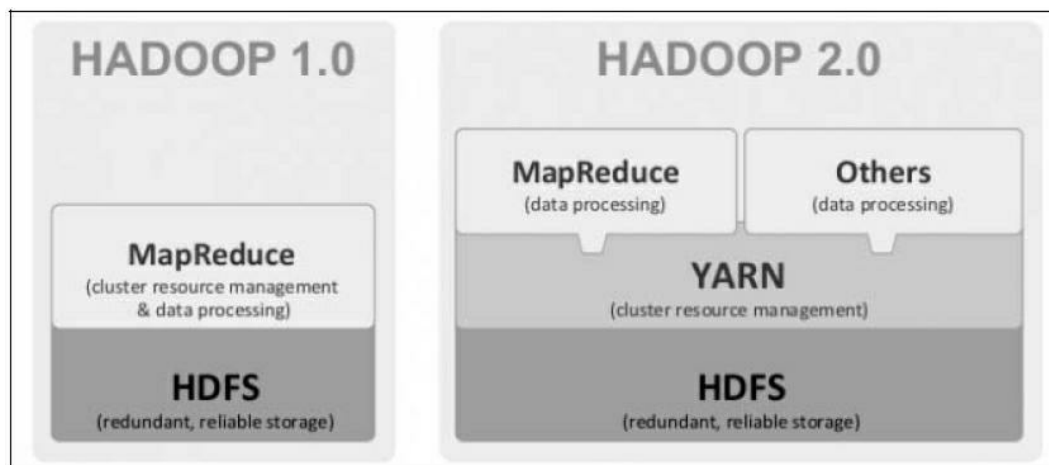 HADOOP 1.0
MapReduce
(cluster resource management
& data processing)
HDFS
(redundant, reliable storage)
HADOOP 2.0
MapReduce
(data processing)
Others
(data processing)
YARN
(cluster resource management)
HDFS
(redundant, reliable storage)